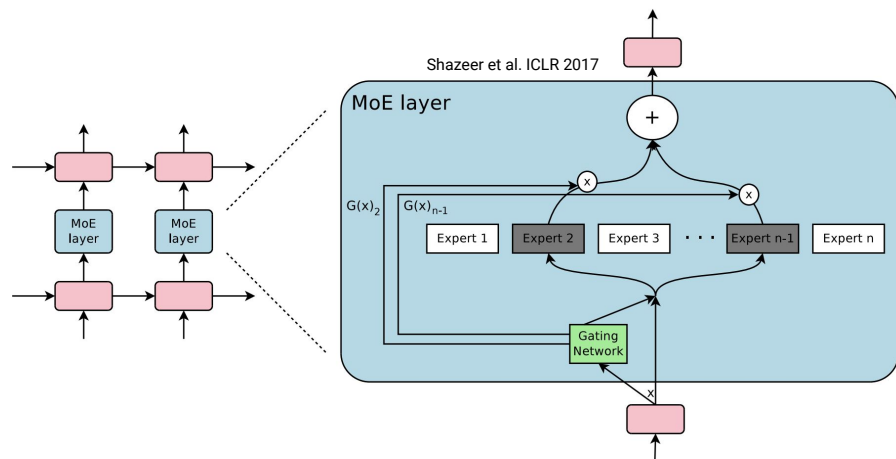 Shazeer et al. ICLR 2017
MoE layer
+
x
x
G(x)2
G(x)n-1
MoE
layer
MoE
layer
Expert 1
Expert 2
Expert 3
. . .
Expert n-1
Expert n
Gating
Network
x